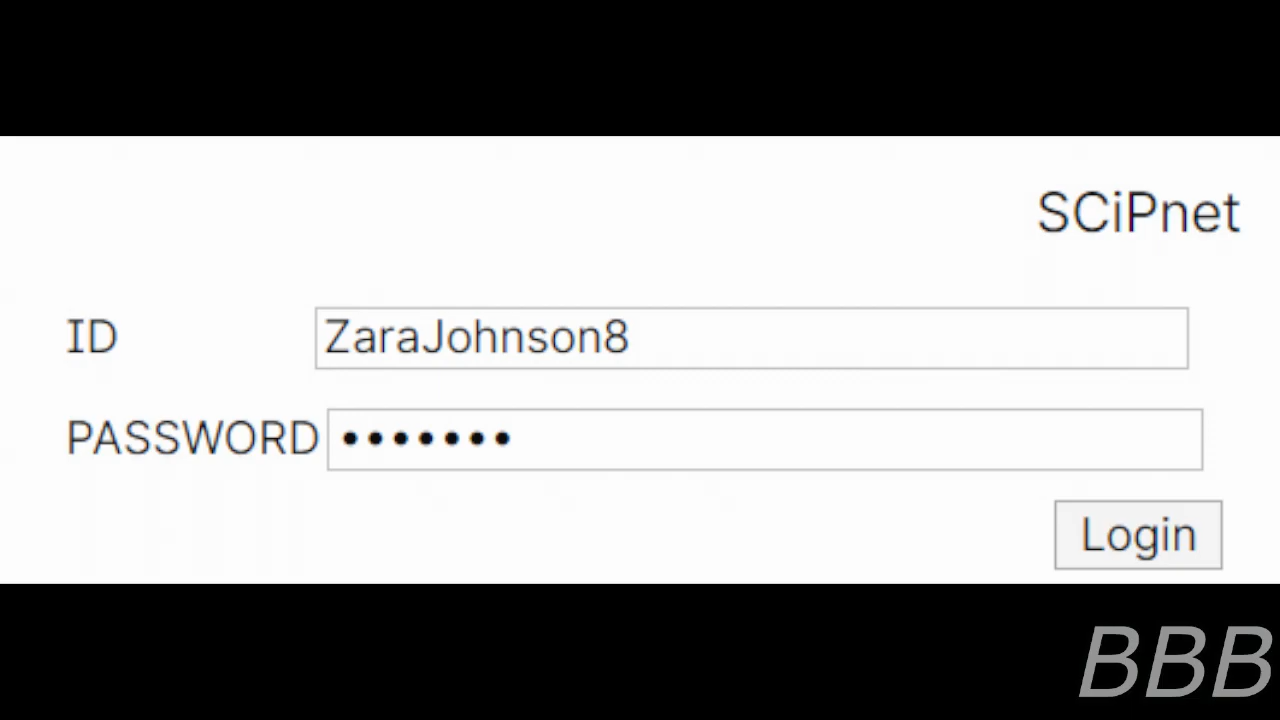 SCiPnet
ID ZaraJohnson8
PASSWORD •••••••
Login
BBB